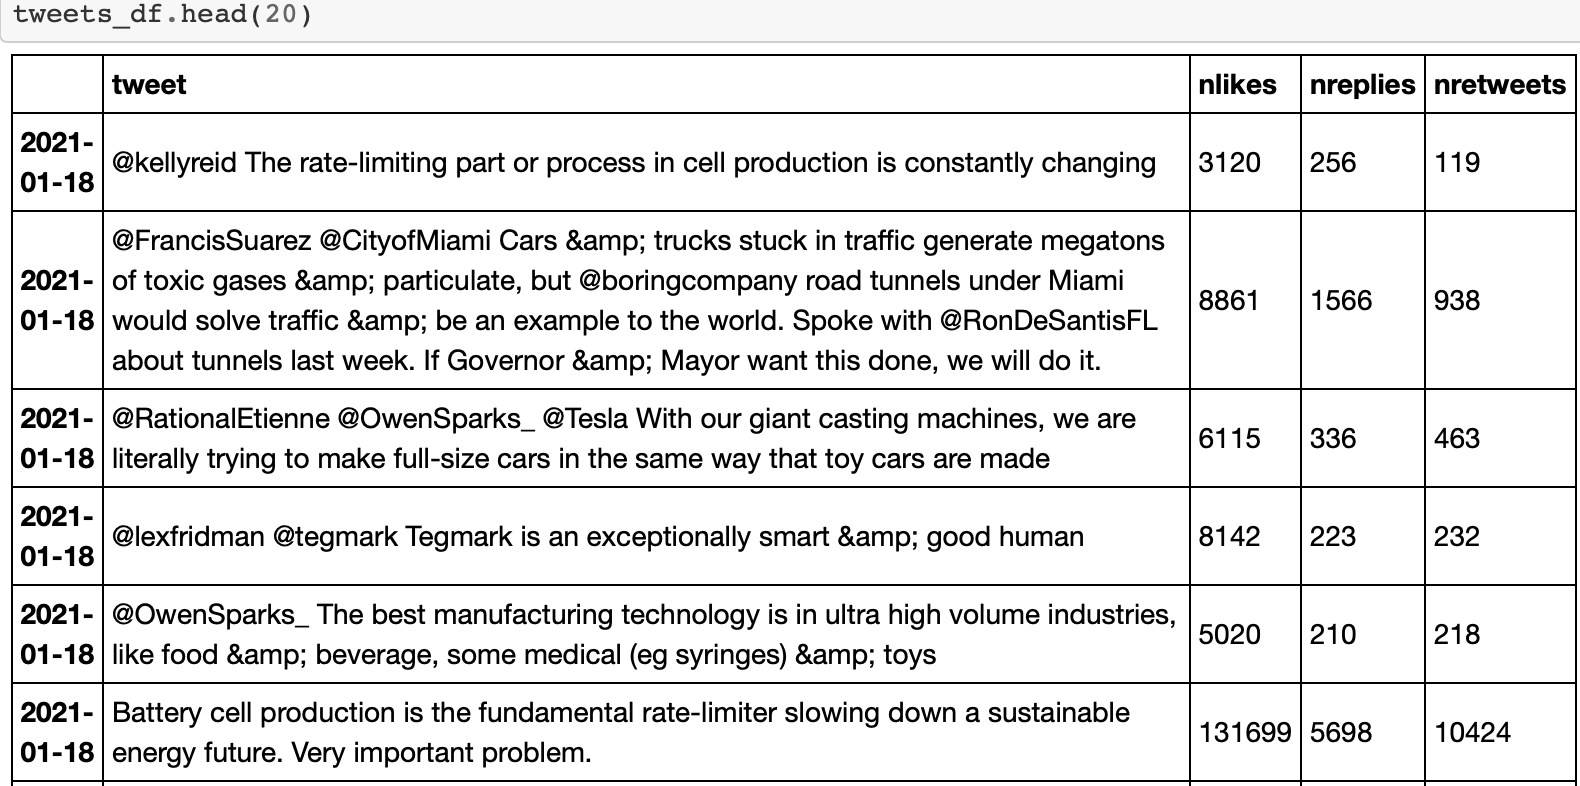 tweets_df.head(20)
tweet nlikes nreplies nretweets
2021-
01-18
@kellyreid The rate-limiting part or process in cell production is constantly changing
3120 256 119
2021-
01-18
@FrancisSuarez @CityofMiami Cars &amp; trucks stuck in traffic generate megatons
of toxic gases &amp; particulate, but @boringcompany road tunnels under Miami
would solve traffic &amp; be an example to the world. Spoke with @RonDeSantisFL
about tunnels last week. If Governor &amp; Mayor want this done, we will do it.
8861 1566 938
2021-
01-18
@RationalEtienne @OwenSparks_ @Tesla With our giant casting machines, we are
literally trying to make full-size cars in the same way that toy cars are made
6115 336 463
2021-
01-18
@lexfridman @tegmark Tegmark is an exceptionally smart &amp; good human
8142 223 232
2021-
01-18
@OwenSparks_ The best manufacturing technology is in ultra high volume industries,
like food &amp; beverage, some medical (eg syringes) &amp; toys
5020 210 218
2021-
01-18
Battery cell production is the fundamental rate-limiter slowing down a sustainable
energy future. Very important problem.
131699 5698 10424